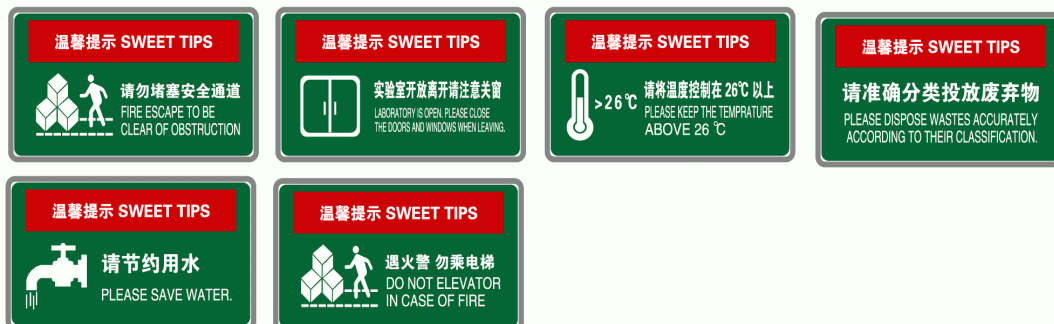 温馨提示 SWEET TIPS
请勿堵塞安全通道
FIRE ESCAPE TO BE
CLEAR OF OBSTRUCTION
温馨提示 SWEET TIPS
实验室开放离开请注意关窗
LABORATORY IS OPEN. PLEASE CLOSE
THE DOORS AND WINDOWS WHEN LEAVING.
温馨提示 SWEET TIPS
>26℃
请将温度控制在 26℃ 以上
PLEASE KEEP THE TEMPRATURE
ABOVE 26 ℃
温馨提示 SWEET TIPS
请准确分类投放废弃物
PLEASE DISPOSE WASTES ACCURATELY
ACCORDING TO THEIR CLASSIFICATION.
温馨提示 SWEET TIPS
请节约用水
PLEASE SAVE WATER.
温馨提示 SWEET TIPS
遇火警 勿乘电梯
DO NOT ELEVATOR
IN CASE OF FIRE